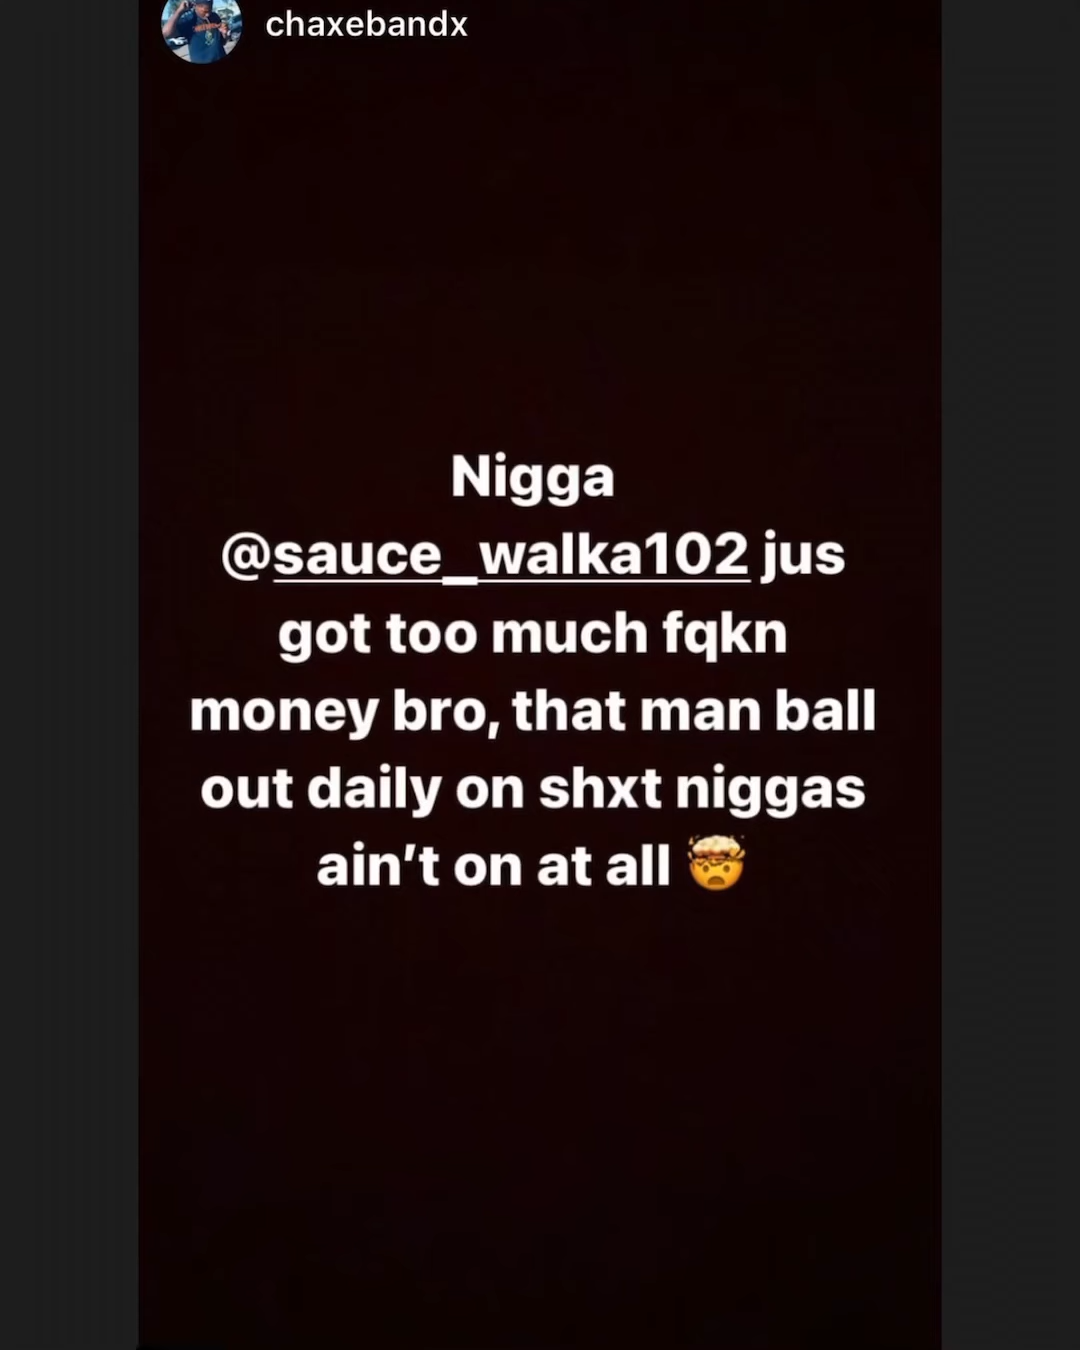 chaxebandx
Nigga
@sauce_walka102 jus
got too much fqkn
money bro, that man ball
out daily on shxt niggas
ain't on at all 🤯